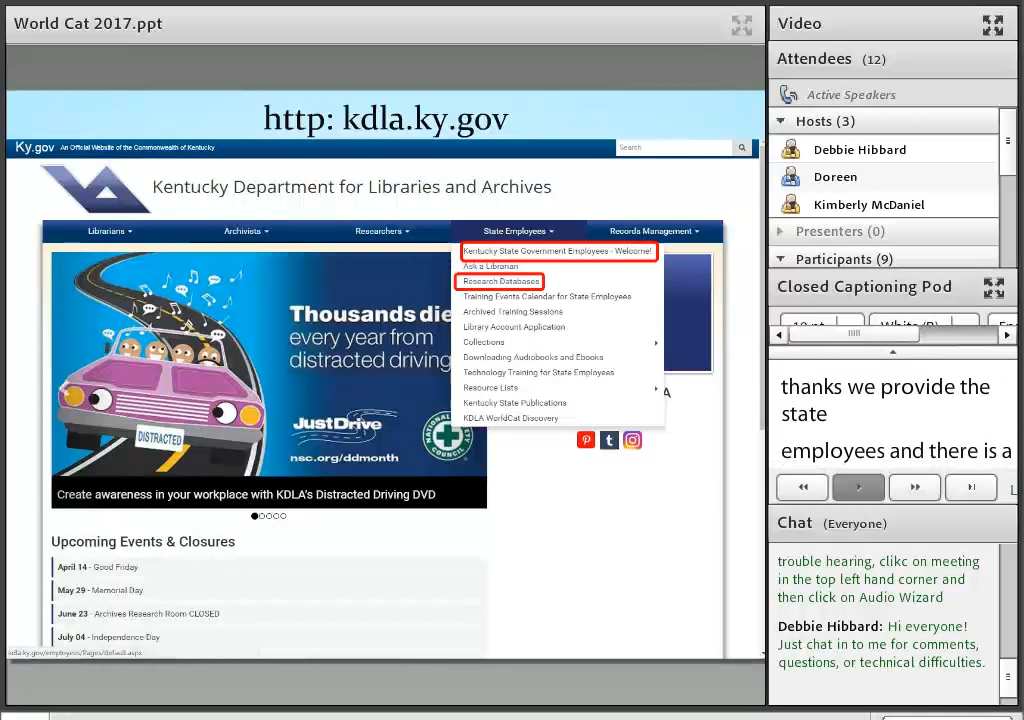 World Cat 2017.ppt
http: kdla.ky.gov
Ky.gov An Official Website of the Commonwealth of Kentucky
Search
Kentucky Department for Libraries and Archives
Librarians
Archivists
Researchers
State Employees
Records Management
Kentucky State Government Employees - Welcome!
Ask a Librarian
Research Databases
Training Events Calendar for State Employees
Archived Training Sessions
Library Account Application
Collections
Downloading Audiobooks and Ebooks
Technology Training for State Employees
Resource Lists
Kentucky State Publications
KDLA WorldCat Discovery
Thousands die
every year from
distracted driving
JustDrive
nsc.org/ddmonth
NATIONAL
COUNCIL
DISTRACTED
Create awareness in your workplace with KDLA's Distracted Driving DVD
A
Upcoming Events & Closures
April 14 - Good Friday
May 29 - Memorial Day
June 23 - Archives Research Room CLOSED
July 04 - Independence Day
kdla.ky.gov/employees/Pages/default.aspx
Video
Attendees (12)
Active Speakers
Hosts (3)
Debbie Hibbard
Doreen
Kimberly McDaniel
Presenters (0)
Participants (9)
Closed Captioning Pod
thanks we provide the
state
employees and there is a
Chat (Everyone)
trouble hearing, clikc on meeting
in the top left hand corner and
then click on Audio Wizard
Debbie Hibbard: Hi everyone!
Just chat in to me for comments,
questions, or technical difficulties.